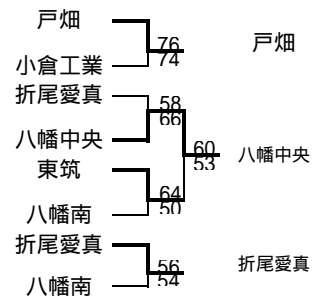 戸畑
76
戸畑
小倉工業
74
折尾愛真
58
八幡中央
66
60
八幡中央
東筑
53
64
八幡南
50
折尾愛真
56
折尾愛真
八幡南
54